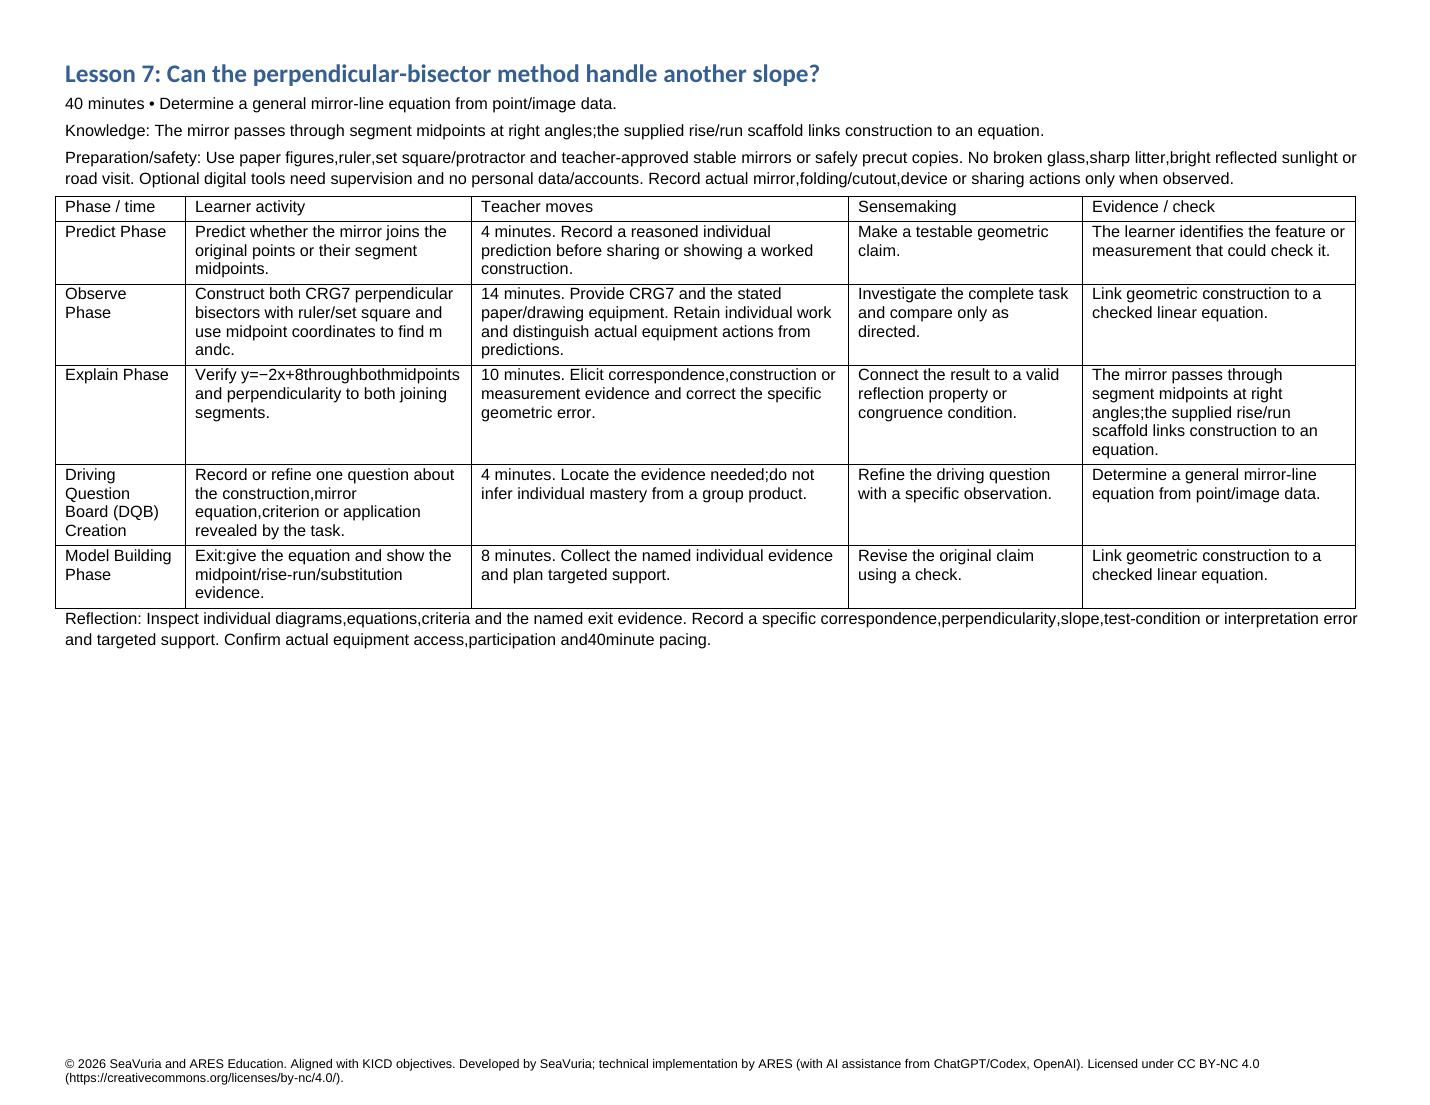 Lesson 7: Can the perpendicular-bisector method handle another slope?
40 minutes • Determine a general mirror-line equation from point/image data.
Knowledge: The mirror passes through segment midpoints at right angles;the supplied rise/run scaffold links construction to an equation.
Preparation/safety: Use paper figures,ruler,set square/protractor and teacher-approved stable mirrors or safely precut copies. No broken glass,sharp litter,bright reflected sunlight or
road visit. Optional digital tools need supervision and no personal data/accounts. Record actual mirror,folding/cutout,device or sharing actions only when observed.
Phase / time
Learner activity
Teacher moves
Sensemaking
Evidence / check
Predict Phase
Predict whether the mirror joins the
original points or their segment
midpoints.
4 minutes. Record a reasoned individual
prediction before sharing or showing a worked
construction.
Make a testable geometric
claim.
The learner identifies the feature or
measurement that could check it.
Observe
Phase
Construct both CRG7 perpendicular
bisectors with ruler/set square and
use midpoint coordinates to find m
andc.
14 minutes. Provide CRG7 and the stated
paper/drawing equipment. Retain individual work
and distinguish actual equipment actions from
predictions.
Investigate the complete task
and compare only as
directed.
Link geometric construction to a
checked linear equation.
Explain Phase
Verify y=−2x+8throughbothmidpoints
and perpendicularity to both joining
segments.
10 minutes. Elicit correspondence,construction or
measurement evidence and correct the specific
geometric error.
Connect the result to a valid
reflection property or
congruence condition.
The mirror passes through
segment midpoints at right
angles;the supplied rise/run
scaffold links construction to an
equation.
Driving
Question
Board (DQB)
Creation
Record or refine one question about
the construction,mirror
equation,criterion or application
revealed by the task.
4 minutes. Locate the evidence needed;do not
infer individual mastery from a group product.
Refine the driving question
with a specific observation.
Determine a general mirror-line
equation from point/image data.
Model Building
Phase
Exit:give the equation and show the
midpoint/rise-run/substitution
evidence.
8 minutes. Collect the named individual evidence
and plan targeted support.
Revise the original claim
using a check.
Link geometric construction to a
checked linear equation.
Reflection: Inspect individual diagrams,equations,criteria and the named exit evidence. Record a specific correspondence,perpendicularity,slope,test-condition or interpretation error
and targeted support. Confirm actual equipment access,participation and40minute pacing.
© 2026 SeaVuria and ARES Education. Aligned with KICD objectives. Developed by SeaVuria; technical implementation by ARES (with AI assistance from ChatGPT/Codex, OpenAI). Licensed under CC BY-NC 4.0
(https://creativecommons.org/licenses/by-nc/4.0/).